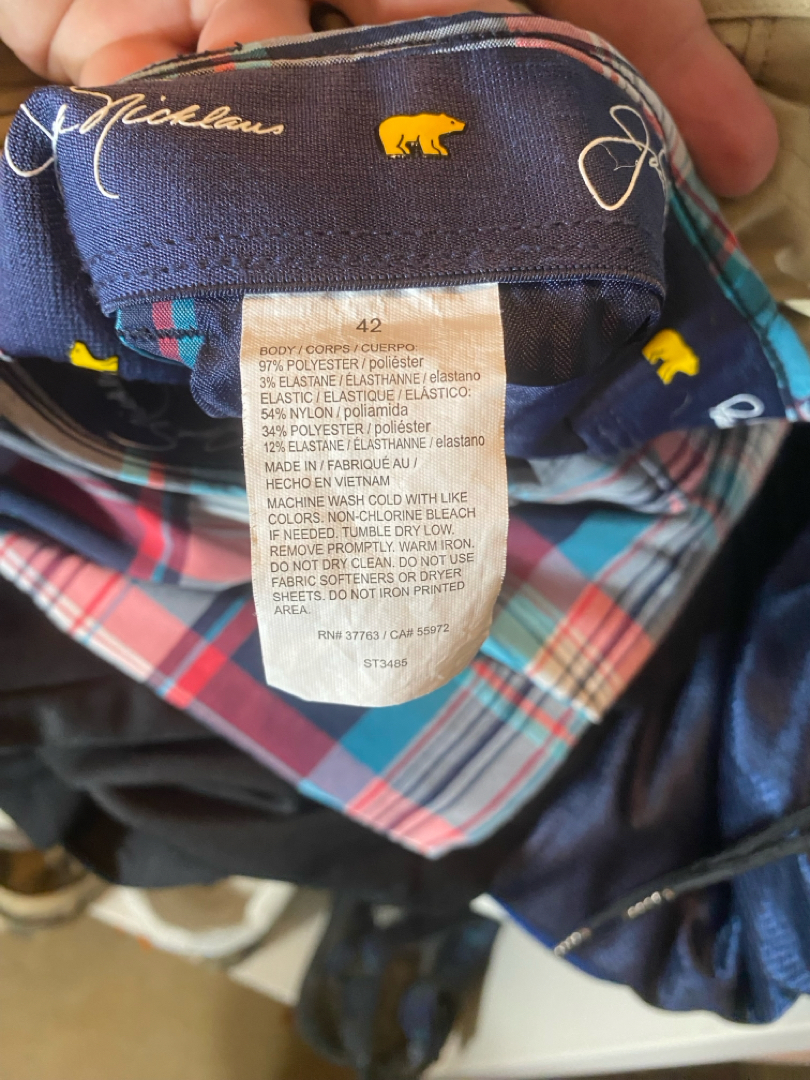 Nicklaus
42
BODY / CORPS / CUERPO:
97% POLYESTER / poliéster
3% ELASTANE / ÉLASTHANNE / elastano
ELASTIC / ELASTIQUE / ELÁSTICO:
54% NYLON / poliamida
34% POLYESTER / poliéster
12% ELASTANE / ÉLASTHANNE / elastano
MADE IN / FABRIQUÉ AU /
HECHO EN VIETNAM
MACHINE WASH COLD WITH LIKE
COLORS. NON-CHLORINE BLEACH
IF NEEDED. TUMBLE DRY LOW.
REMOVE PROMPTLY. WARM IRON.
DO NOT DRY CLEAN. DO NOT USE
FABRIC SOFTENERS OR DRYER
SHEETS. DO NOT IRON PRINTED
AREA.
RN# 37763 / CA# 55972
ST3485